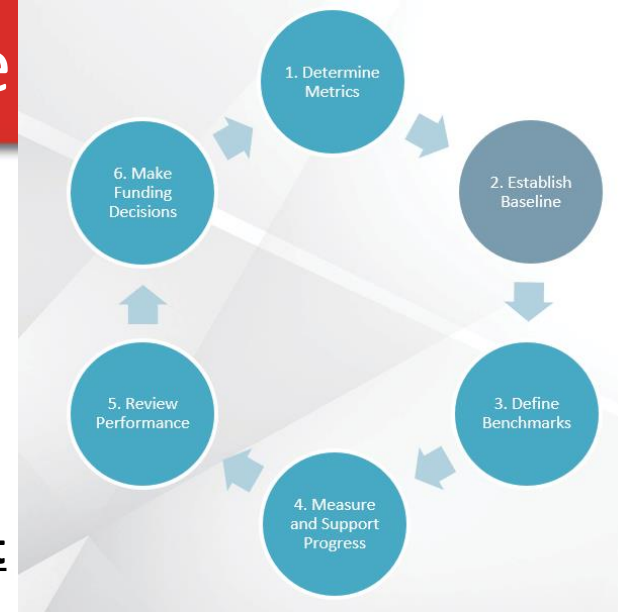 e
1. Determine
Metrics
2. Establish
Baseline
3. Define
Benchmarks
4. Measure
and Support
Progress
5. Review
Performance
6. Make
Funding
Decisions
t